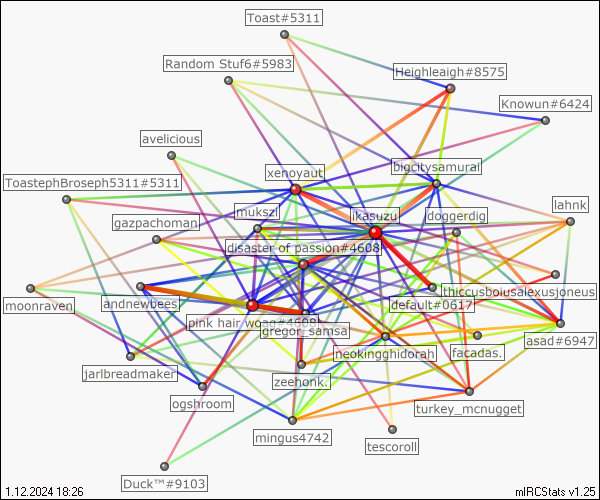 Toast#5311
Random Stuf6#5983
Heighleaigh#8575
Knowun#6424
avelicious
xenoyaut
bigcitysamurai
ToastephBroseph5311#5311
mukszl
ikasuzu
doggerdig
lahnk
gazpachoman
disaster of passion#4608
thiccusboiusalexusjoneus
moonraven
andnewbees
default#0617
pink hair woag#4868
gregor_samsa
asad#6947
neokingghidorah
facadas.
jarlbreadmaker
zeehonk.
ogshroom
turkey_mcnugget
mingus4742
tescoroll
Duck™#9103
1.12.2024 18:26
mIRCStats v1.25